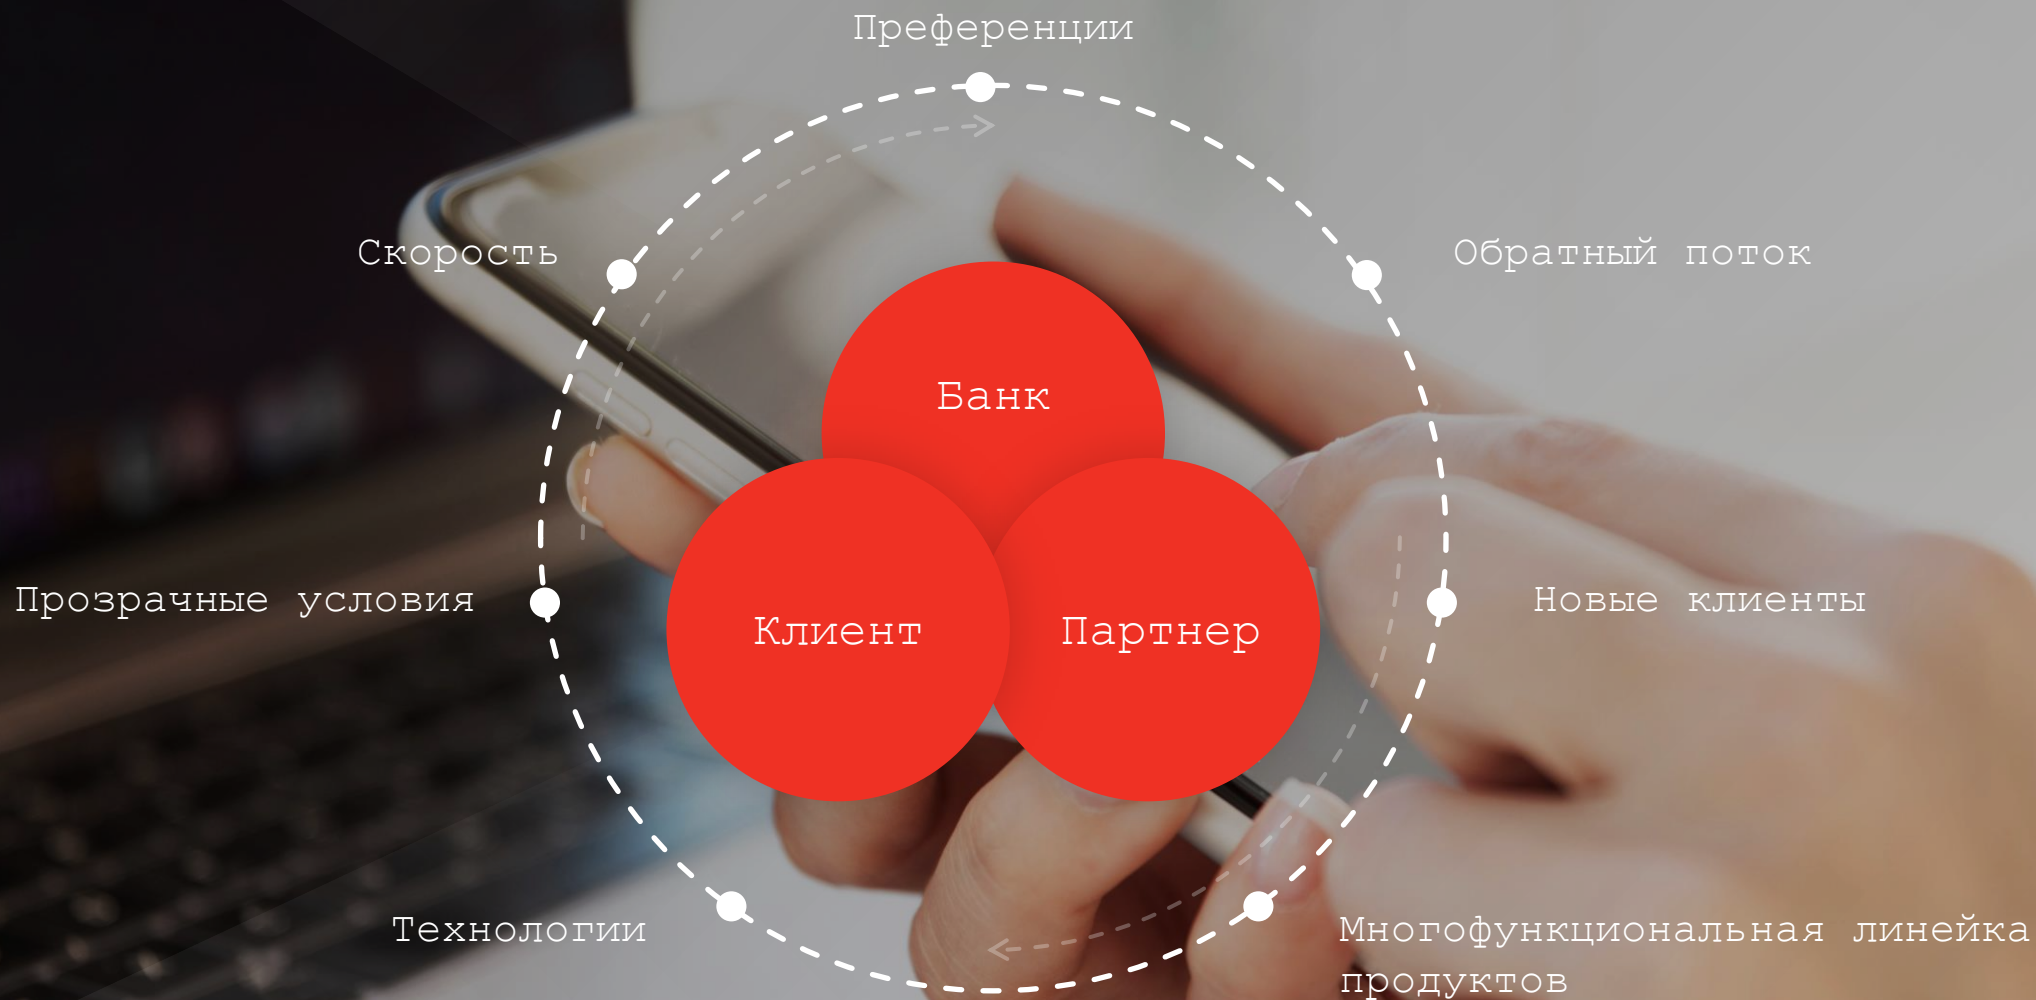 Преференции
Скорость
Обратный поток
Банк
Прозрачные условия
Клиент
Партнер
Новые клиенты
Технологии
Многофункциональная линейка
продуктов